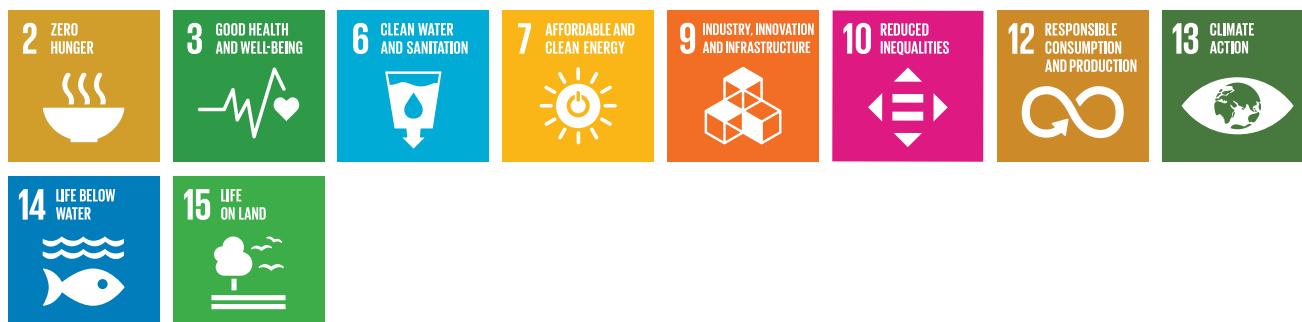 2 ZERO
HUNGER
3 GOOD HEALTH
AND WELL-BEING
6 CLEAN WATER
AND SANITATION
7 AFFORDABLE AND
CLEAN ENERGY
9 INDUSTRY, INNOVATION
AND INFRASTRUCTURE
10 REDUCED
INEQUALITIES
12 RESPONSIBLE
CONSUMPTION
AND PRODUCTION
13 CLIMATE
ACTION
14 LIFE BELOW
WATER
15 LIFE
ON LAND